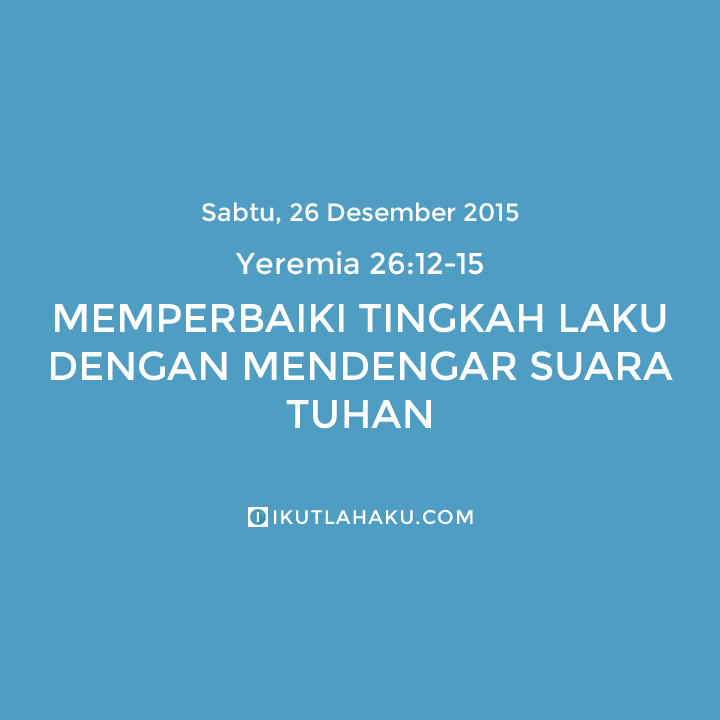 Sabtu, 26 Desember 2015
Yeremia 26:12-15
MEMPERBAIKI TINGKAH LAKU
DENGAN MENDENGAR SUARA
TUHAN
IKUTLAHAKU.COM